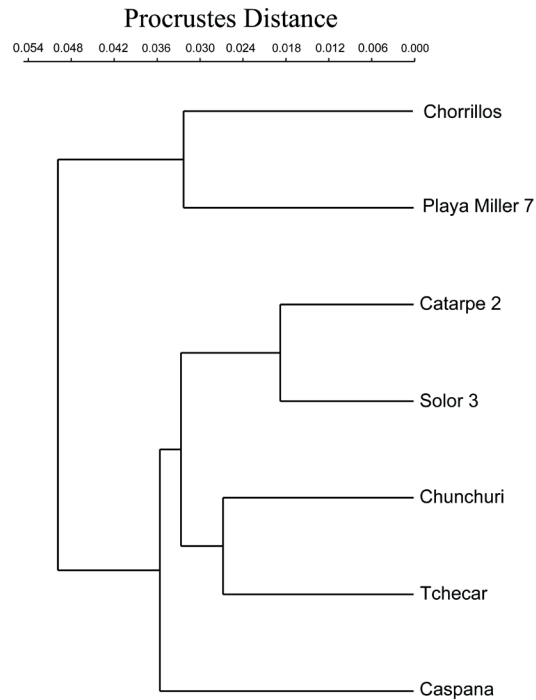 Procrustes Distance
0.054 0.048 0.042 0.036 0.030 0.024 0.018 0.012 0.006 0.000
Chorrillos
Playa Miller 7
Catarpe 2
Solor 3
Chunchuri
Tchecar
Caspana